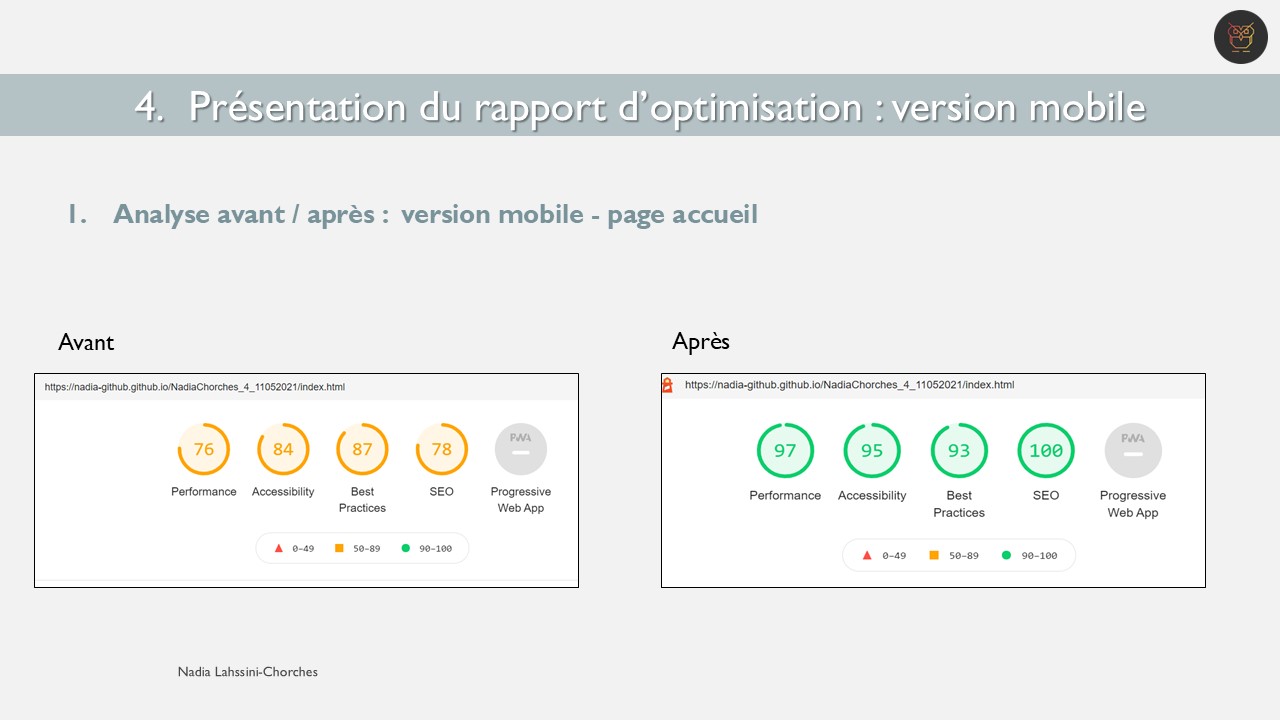 4. Présentation du rapport d’optimisation : version mobile
1. Analyse avant / après : version mobile - page accueil
Avant
https://nadia-github.github.io/NadiaChorches_4_11052021/index.html
76 84 87 78 PWA
Performance Accessibility Best Practices SEO Progressive Web App
0–49 50–89 90–100
Après
https://nadia-github.github.io/NadiaChorches_4_11052021/index.html
97 95 93 100 PWA
Performance Accessibility Best Practices SEO Progressive Web App
0–49 50–89 90–100
Nadia Lahssini-Chorches